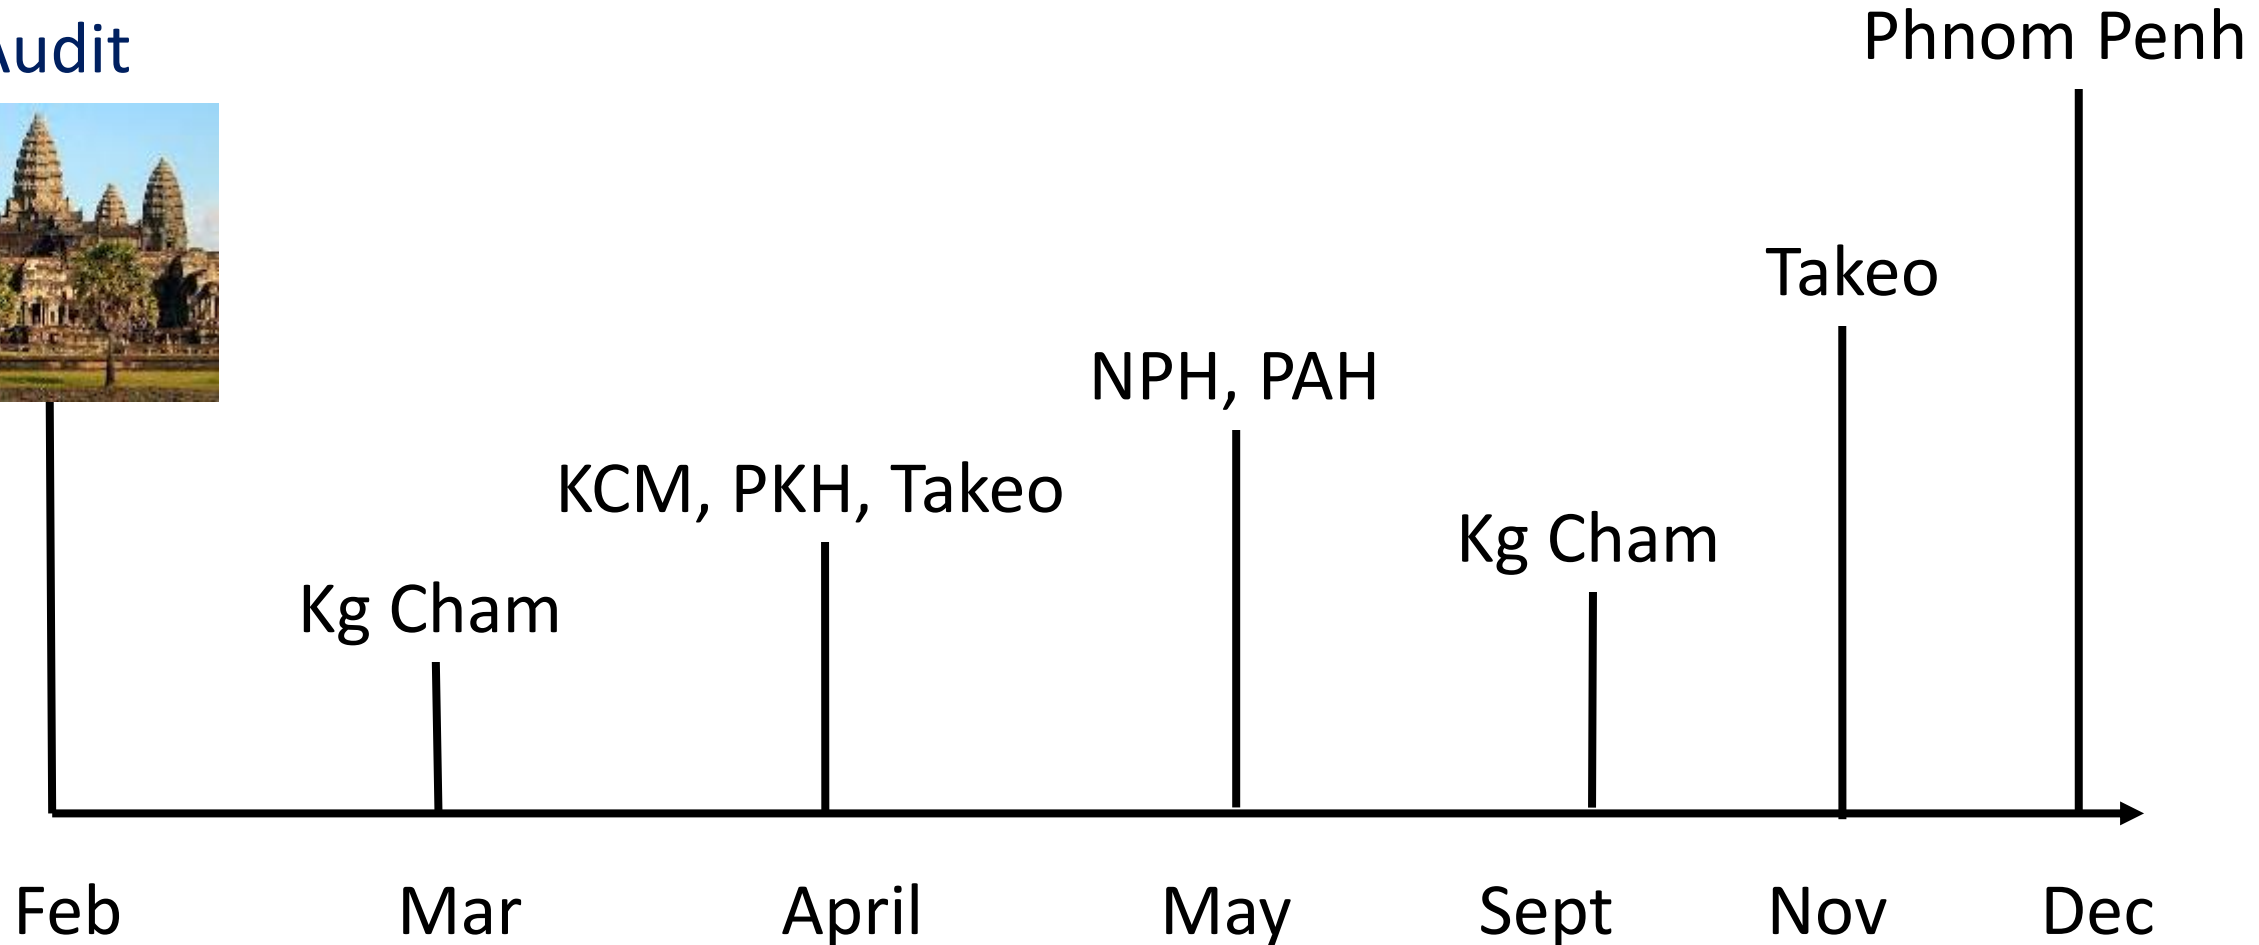 Audit
Phnom Penh
Takeo
NPH, PAH
KCM, PKH, Takeo
Kg Cham
Kg Cham
Feb Mar April May Sept Nov Dec